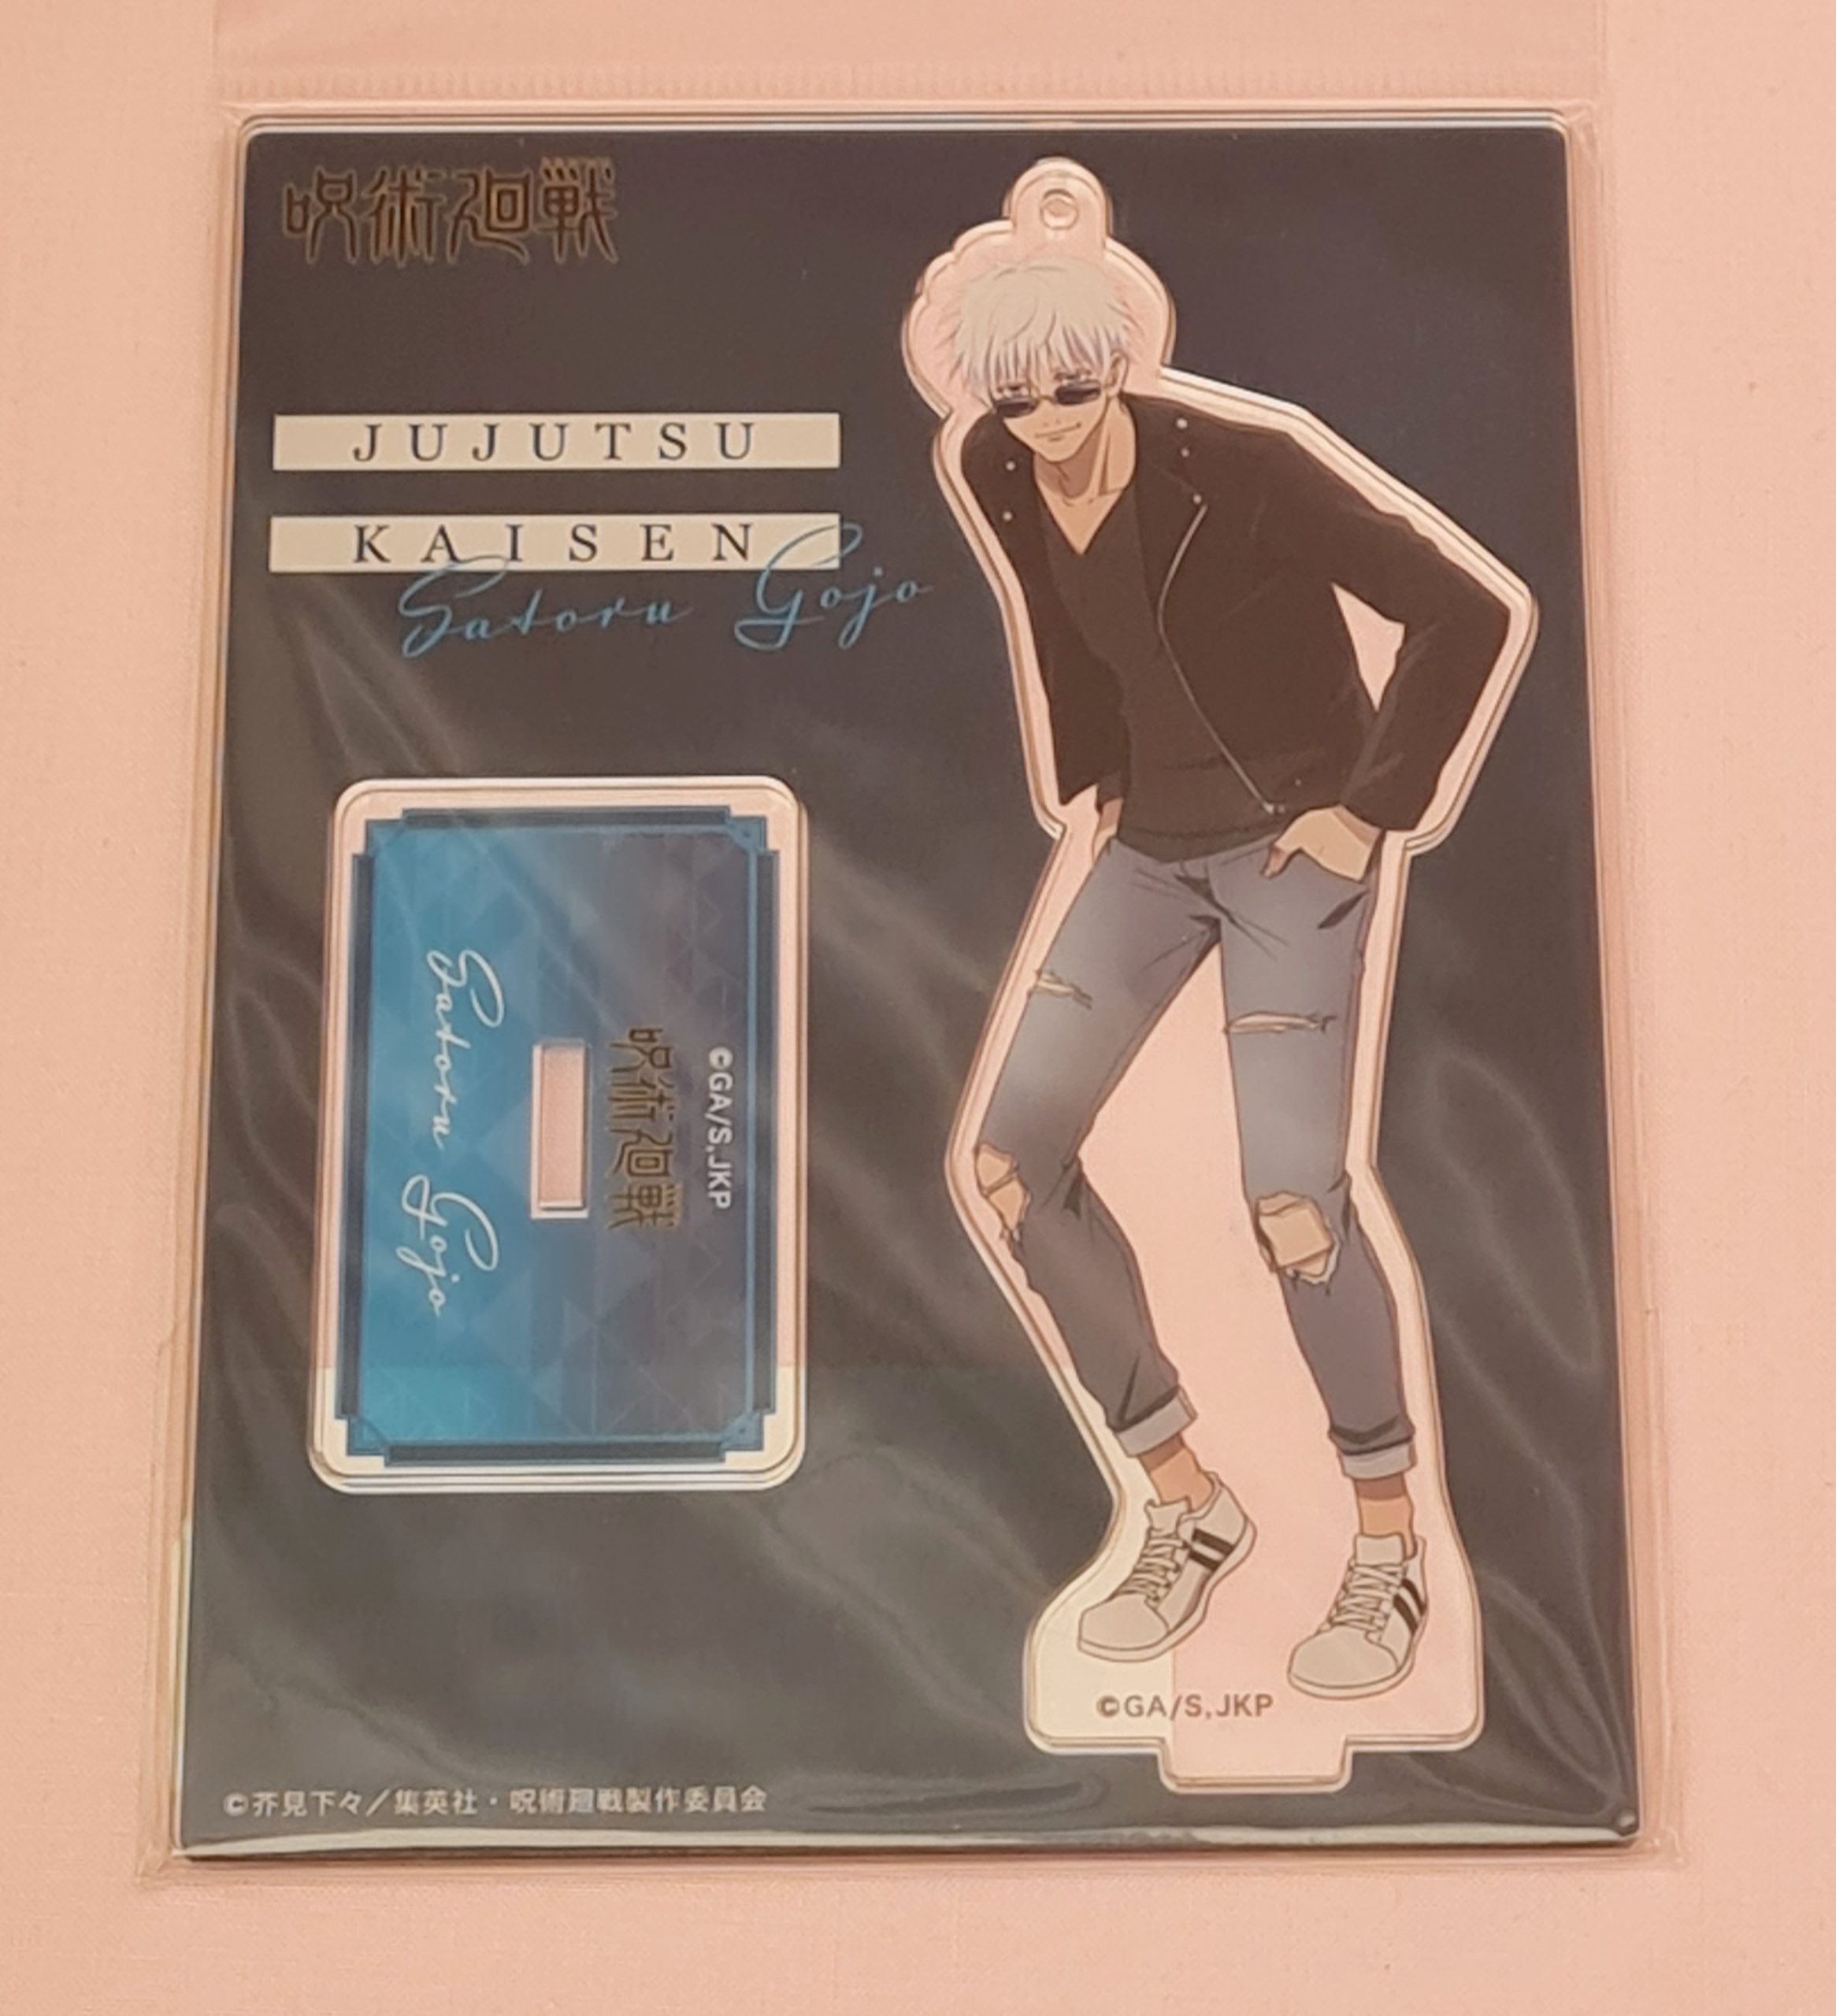 呪術廻戦
JUJUTSU
KAISEN
Satoru Gojo
©GA/S,JKP
呪術廻戦
Satoru Gojo
©GA/S,JKP
©芥見下々／集英社・呪術廻戦製作委員会